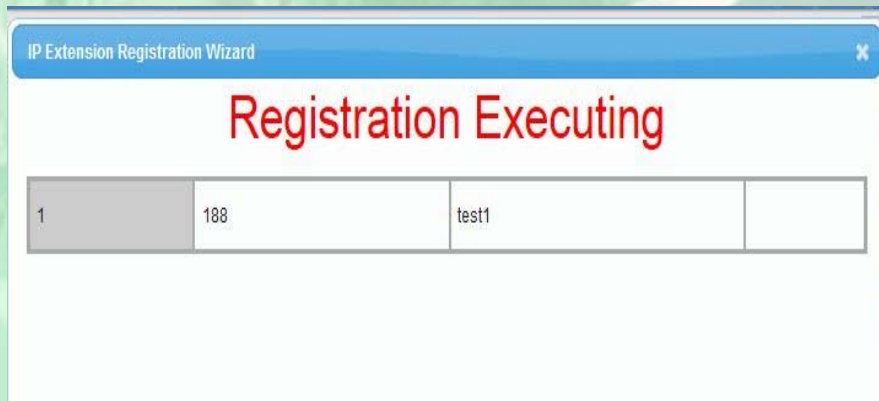 IP Extension Registration Wizard
Registration Executing
1 188 test1